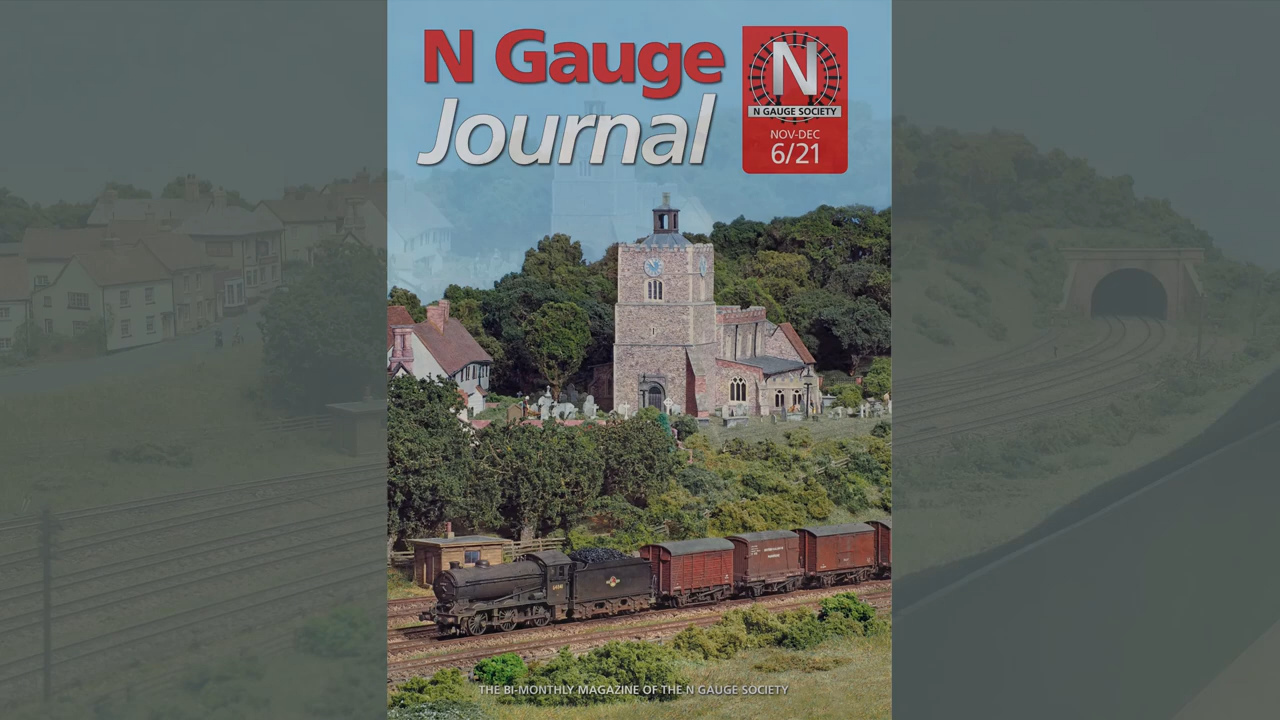 N Gauge
Journal
N
N GAUGE SOCIETY
NOV-DEC
6/21
THE BI-MONTHLY MAGAZINE OF THE N GAUGE SOCIETY